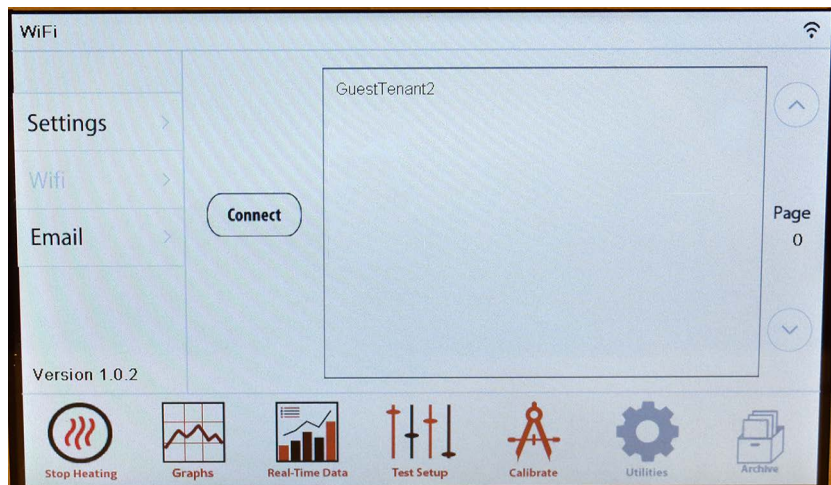 WiFi
GuestTenant2
Settings
Wifi
Connect
Email
Page
0
Version 1.0.2
Stop Heating
Graphs
Real-Time Data
Test Setup
Calibrate
Utilities
Archive